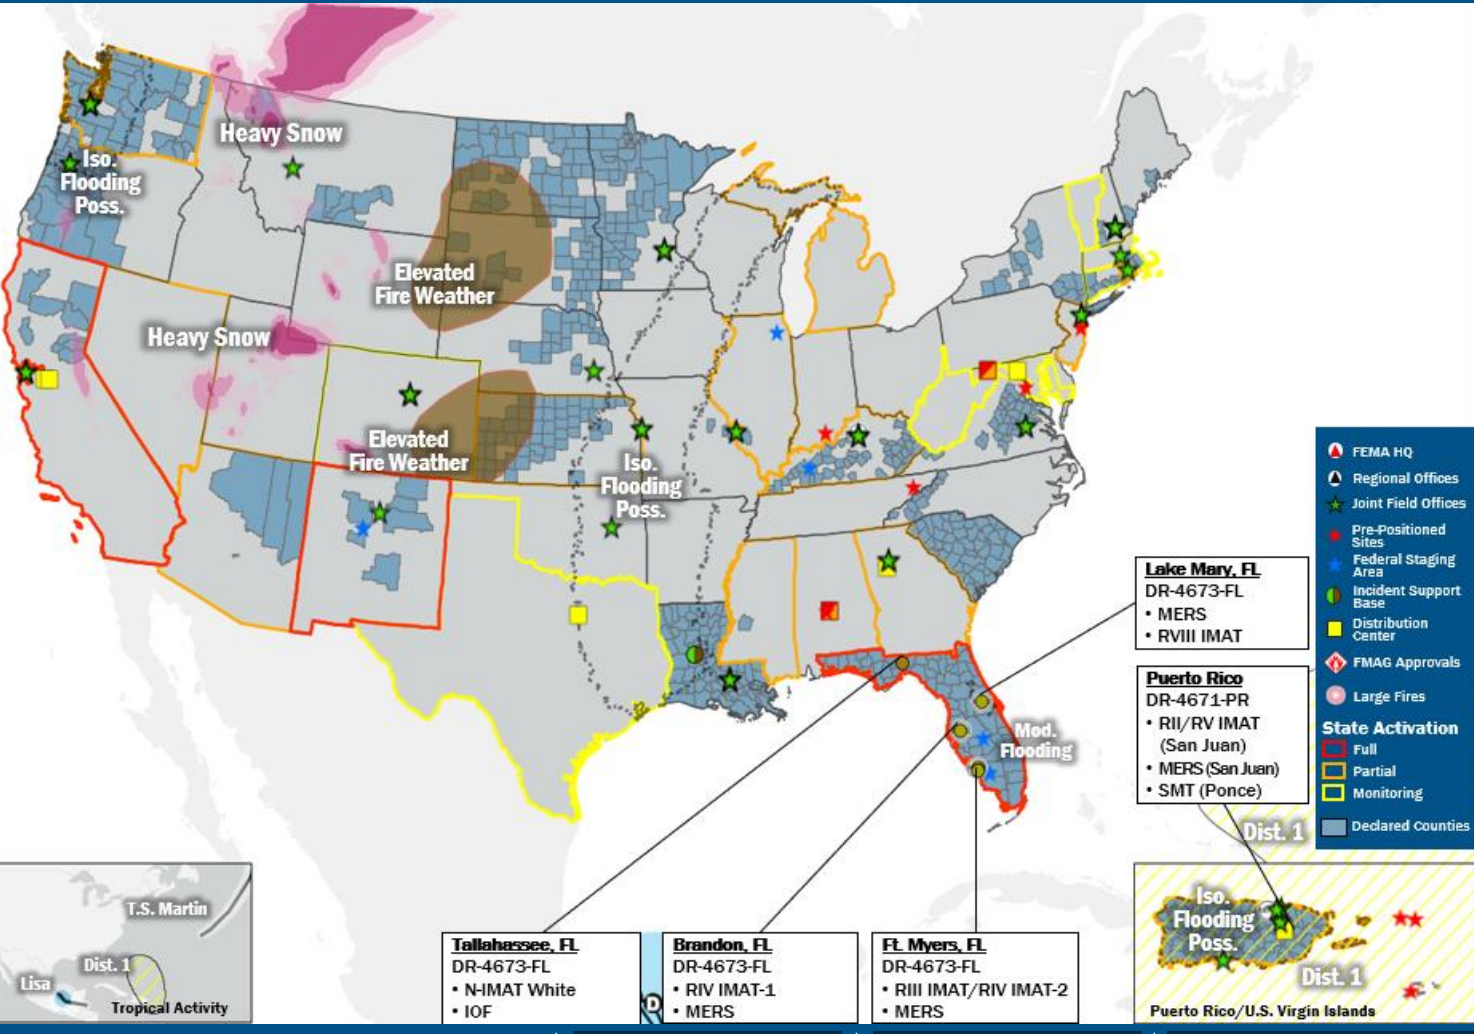 Heavy Snow
Iso.
Flooding
Poss.
Elevated
Fire Weather
Heavy Snow
Elevated
Fire Weather
Iso.
Flooding
Poss.
Mod.
Flooding
FEMA HQ
Regional Offices
Joint Field Offices
Pre-Positioned
Sites
Federal Staging
Area
Incident Support
Base
Distribution
Center
FMAG Approvals
Large Fires
State Activation
Full
Partial
Monitoring
Declared Counties
Lake Mary, FL
DR-4673-FL
• MERS
• RVIII IMAT
Puerto Rico
DR-4671-PR
• RII/RV IMAT
(San Juan)
• MERS (San Juan)
• SMT (Ponce)
Dist. 1
T.S. Martin
Dist. 1
Lisa
Tropical Activity
Tallahassee, FL
DR-4673-FL
• N-IMAT White
• IOF
Brandon, FL
DR-4673-FL
• RIV IMAT-1
• MERS
Ft. Myers, FL
DR-4673-FL
• RIII IMAT/RIV IMAT-2
• MERS
Iso.
Flooding
Poss.
Dist. 1
Puerto Rico/U.S. Virgin Islands